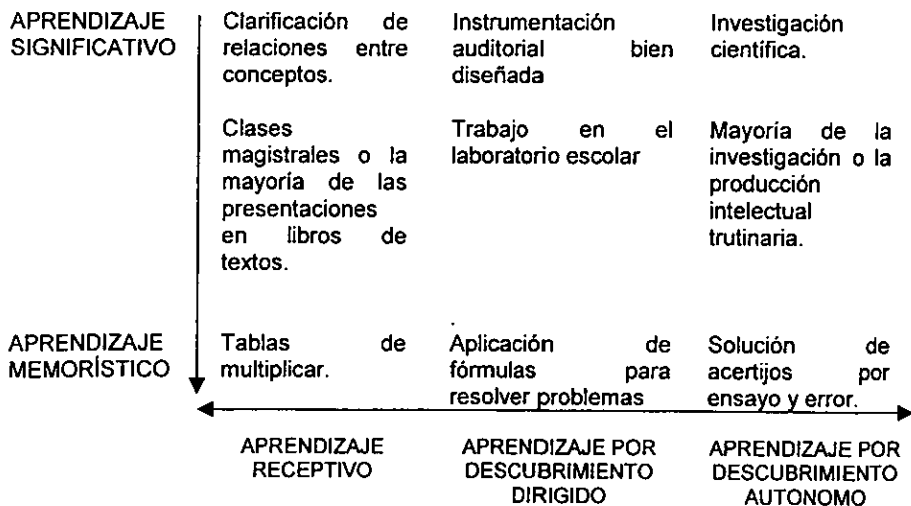 APRENDIZAJE
SIGNIFICATIVO
Clarificación de
relaciones entre
conceptos.
Instrumentación
auditorial bien
diseñada
Investigación
científica.
Clases
magistrales o la
mayoría de las
presentaciones
en libros de
textos.
Trabajo en el
laboratorio escolar
Mayoría de la
investigación o la
producción
intelectual
trutinaria.
APRENDIZAJE
MEMORÍSTICO
Tablas de
multiplicar.
Aplicación de
fórmulas para
resolver problemas
Solución de
acertijos por
ensayo y error.
APRENDIZAJE
RECEPTIVO
APRENDIZAJE POR
DESCUBRIMIENTO
DIRIGIDO
APRENDIZAJE POR
DESCUBRIMIENTO
AUTONOMO